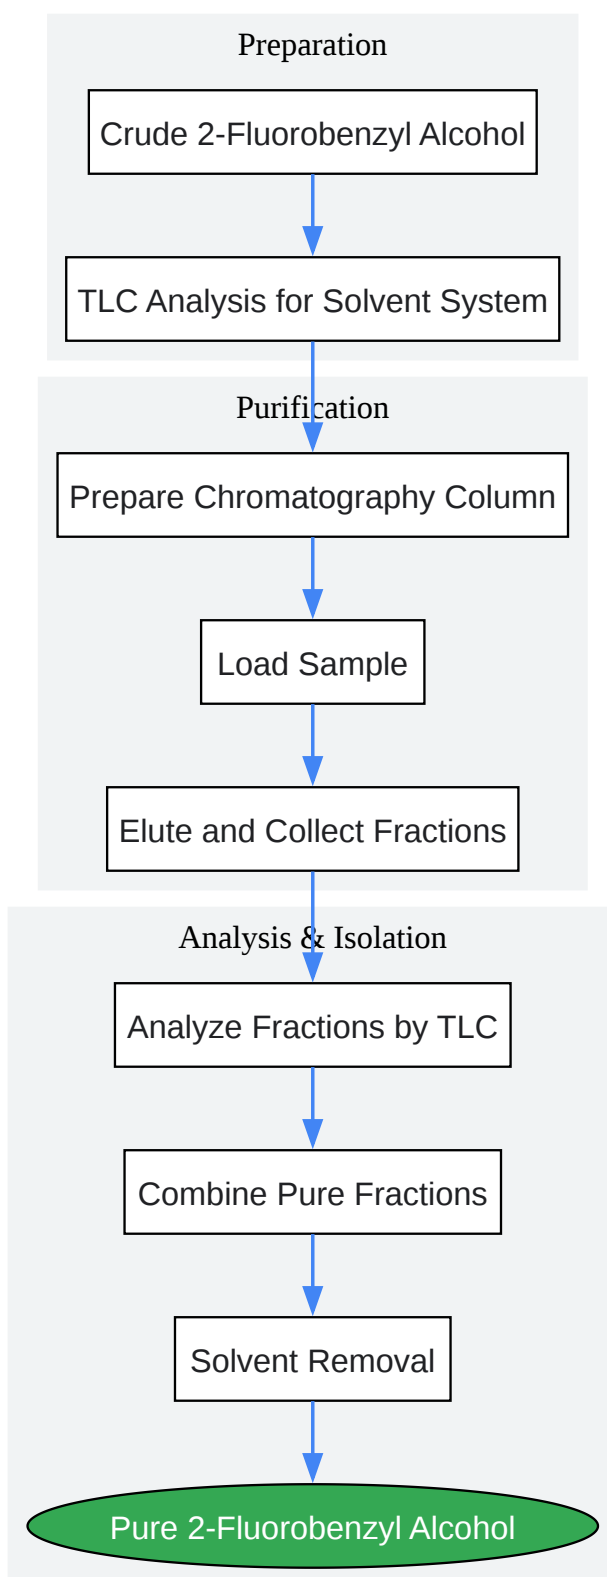 Preparation
Crude 2-Fluorobenzyl Alcohol
TLC Analysis for Solvent System
Purification
Prepare Chromatography Column
Load Sample
Elute and Collect Fractions
Analysis & Isolation
Analyze Fractions by TLC
Combine Pure Fractions
Solvent Removal
Pure 2-Fluorobenzyl Alcohol